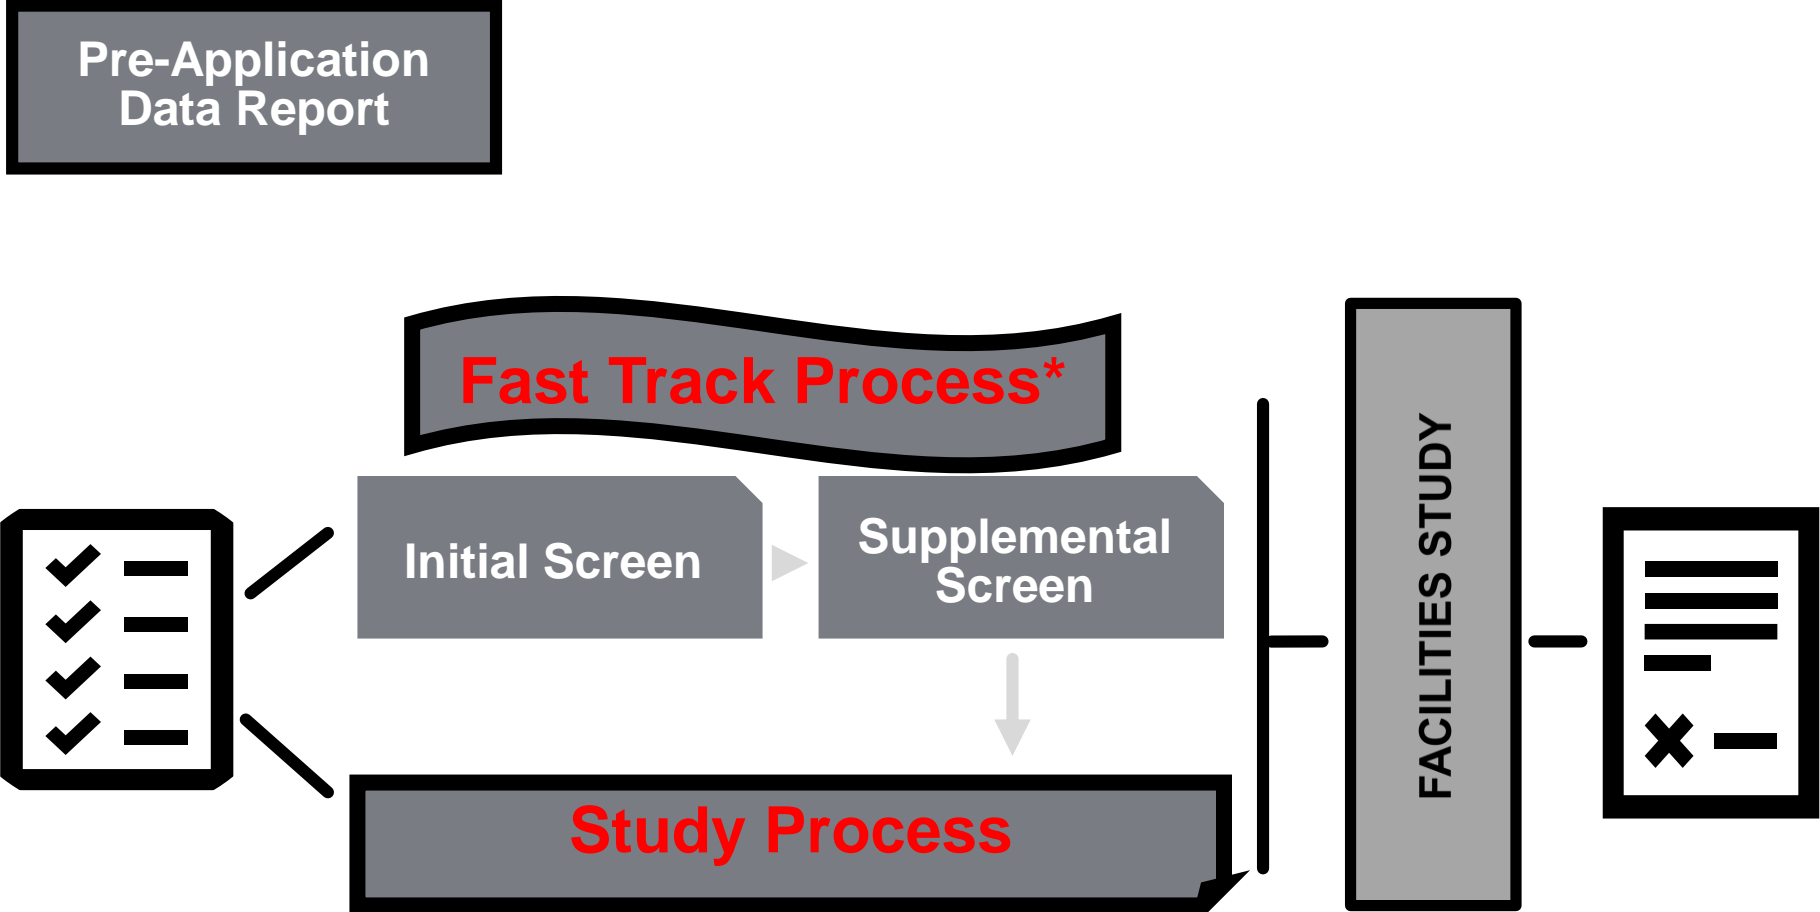 Pre-Application
Data Report
Fast Track Process*
Initial Screen
Supplemental
Screen
Study Process
FACILITIES STUDY